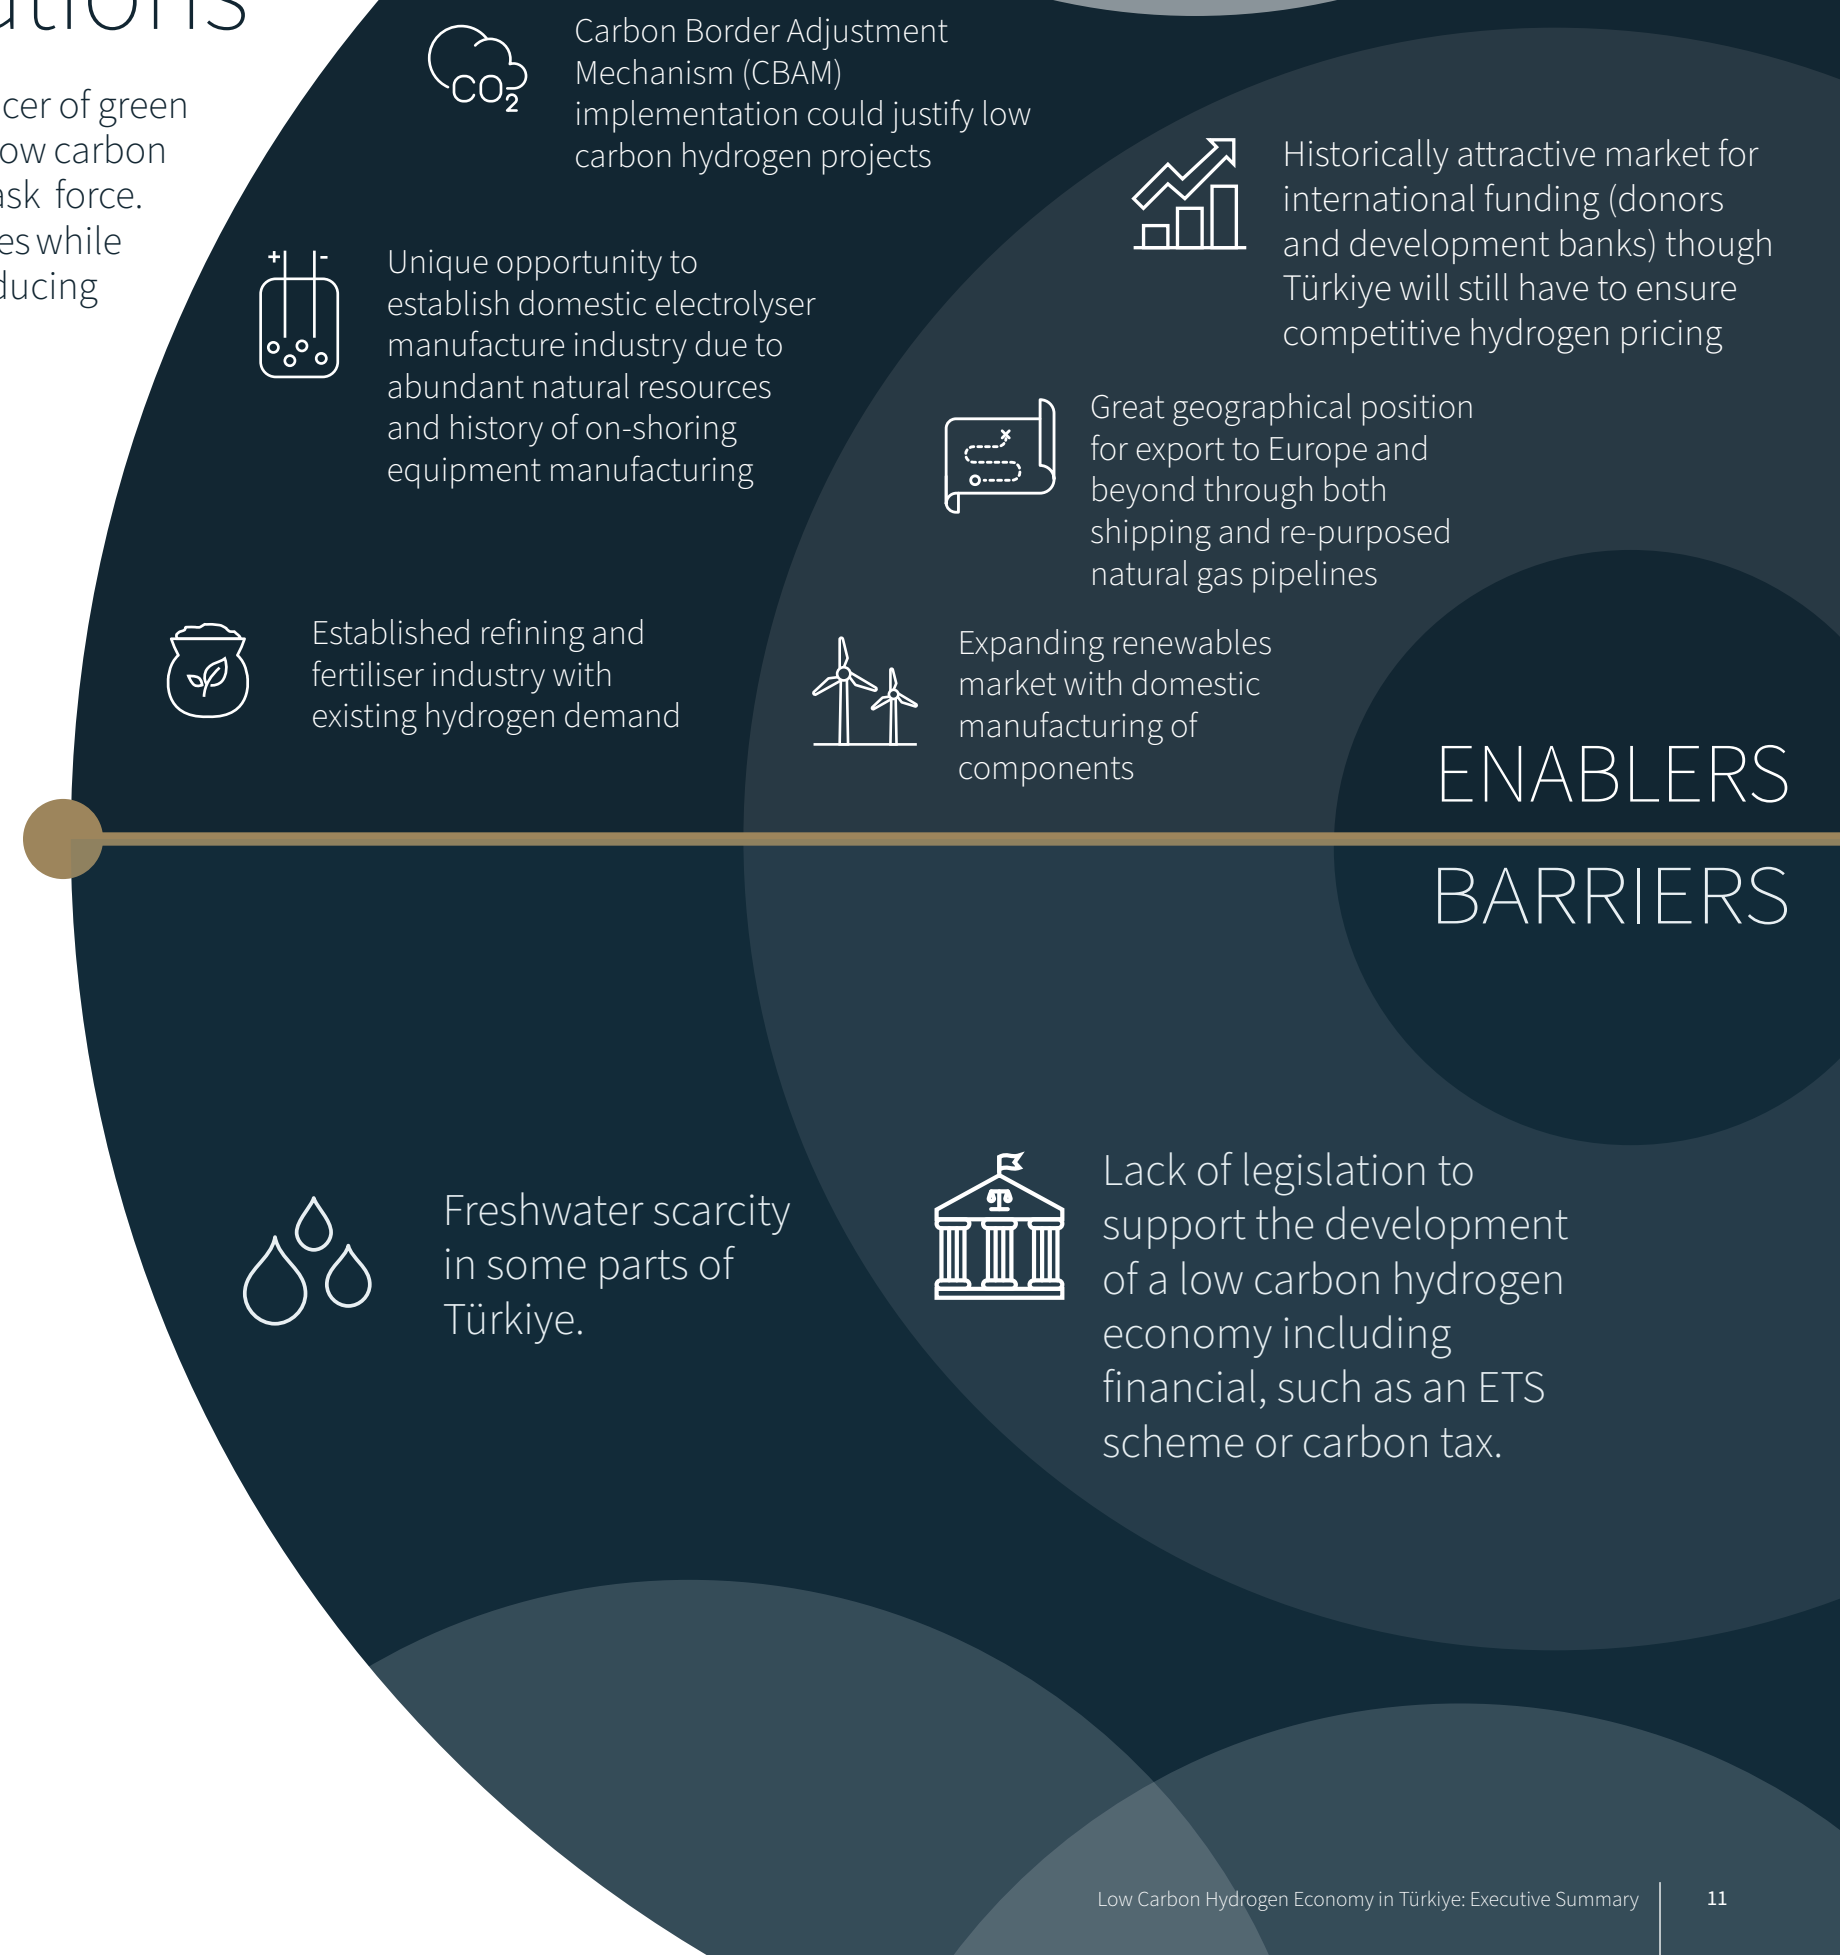 cer of green
ow carbon
ask force.
es while
ducing
CO2
Carbon Border Adjustment
Mechanism (CBAM)
implementation could justify low
carbon hydrogen projects
Historically attractive market for
international funding (donors
and development banks) though
Türkiye will still have to ensure
competitive hydrogen pricing
+ -
Unique opportunity to
establish domestic electrolyser
manufacture industry due to
abundant natural resources
and history of on-shoring
equipment manufacturing
Great geographical position
for export to Europe and
beyond through both
shipping and re-purposed
natural gas pipelines
Established refining and
fertiliser industry with
existing hydrogen demand
Expanding renewables
market with domestic
manufacturing of
components
ENABLERS
BARRIERS
Freshwater scarcity
in some parts of
Türkiye.
Lack of legislation to
support the development
of a low carbon hydrogen
economy including
financial, such as an ETS
scheme or carbon tax.
Low Carbon Hydrogen Economy in Türkiye: Executive Summary
11